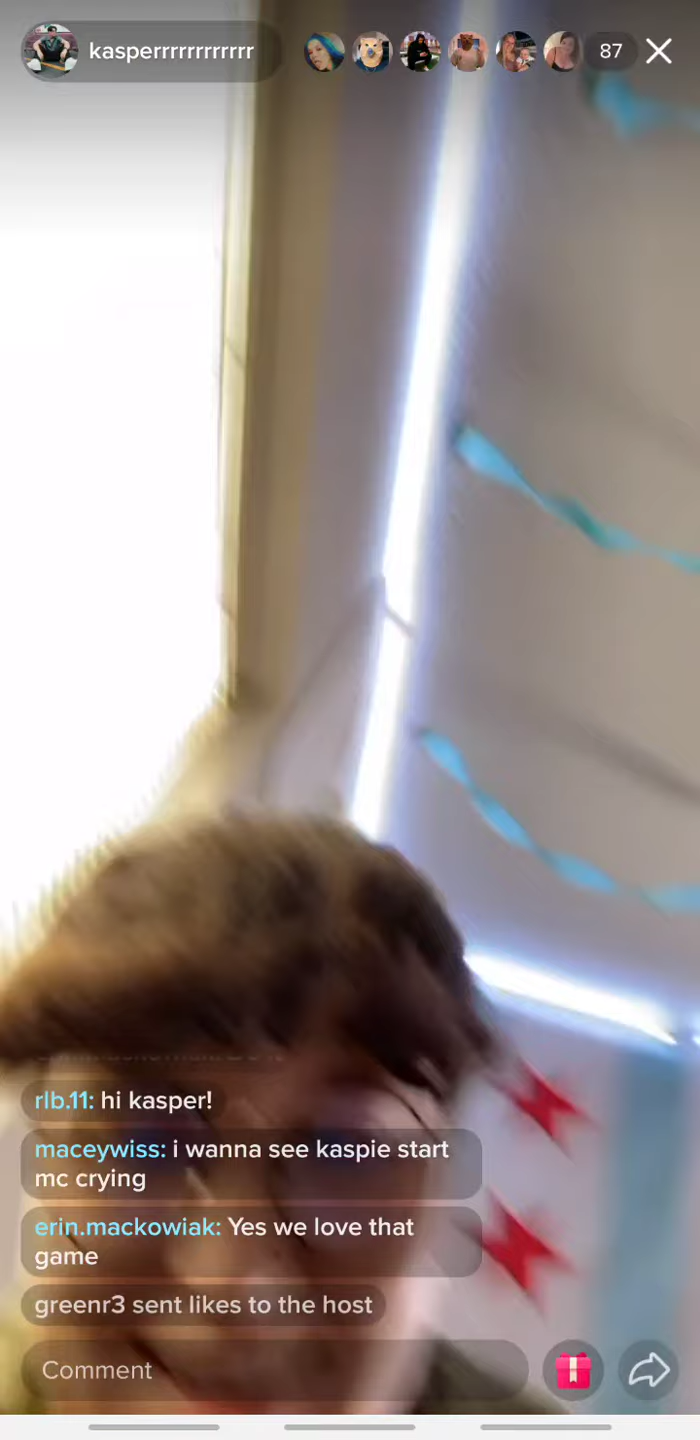 kasperrrrrrrrrrrr
87
rlb.11: hi kasper!
maceywiss: i wanna see kaspie start
mc crying
erin.mackowiak: Yes we love that
game
greenr3 sent likes to the host
Comment